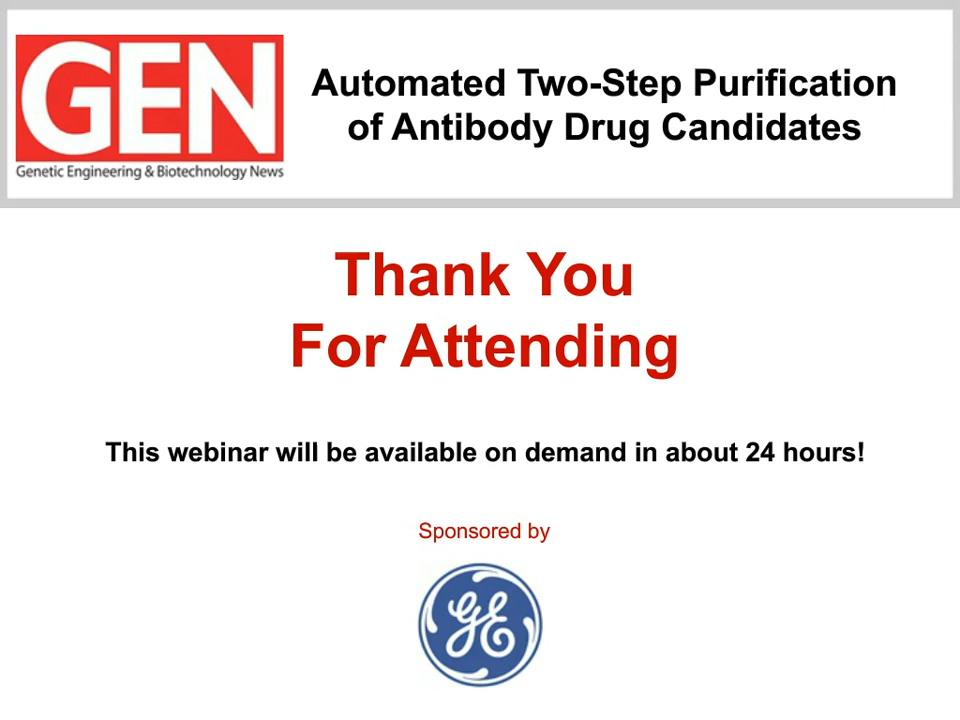 GEN
Genetic Engineering & Biotechnology News
Automated Two-Step Purification
of Antibody Drug Candidates
Thank You
For Attending
This webinar will be available on demand in about 24 hours!
Sponsored by
GE